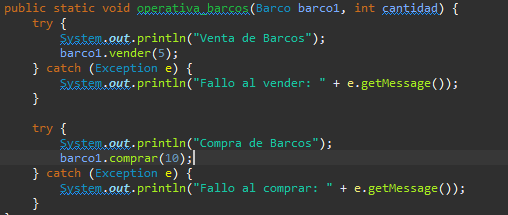 public static void operativa_barcos(Barco barco1, int cantidad) {
try {
System.out.println("Venta de Barcos");
barco1.vender(5);
} catch (Exception e) {
System.out.println("Fallo al vender: " + e.getMessage());
}
try {
System.out.println("Compra de Barcos");
barco1.comprar(10);
} catch (Exception e) {
System.out.println("Fallo al comprar: " + e.getMessage());
}